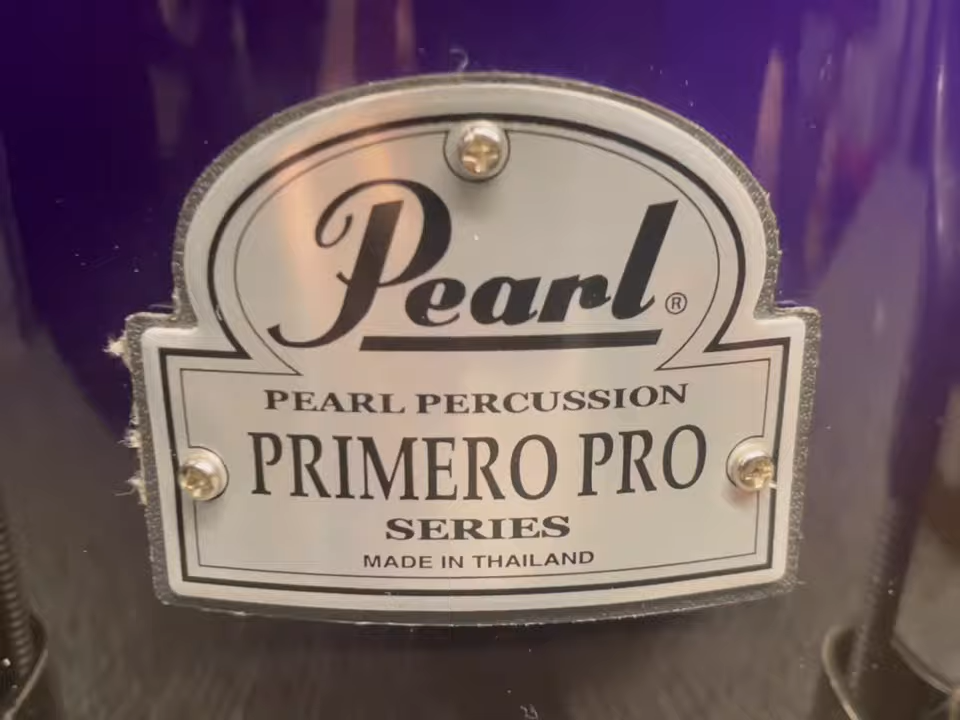 Pearl®
PEARL PERCUSSION
PRIMERO PRO
SERIES
MADE IN THAILAND